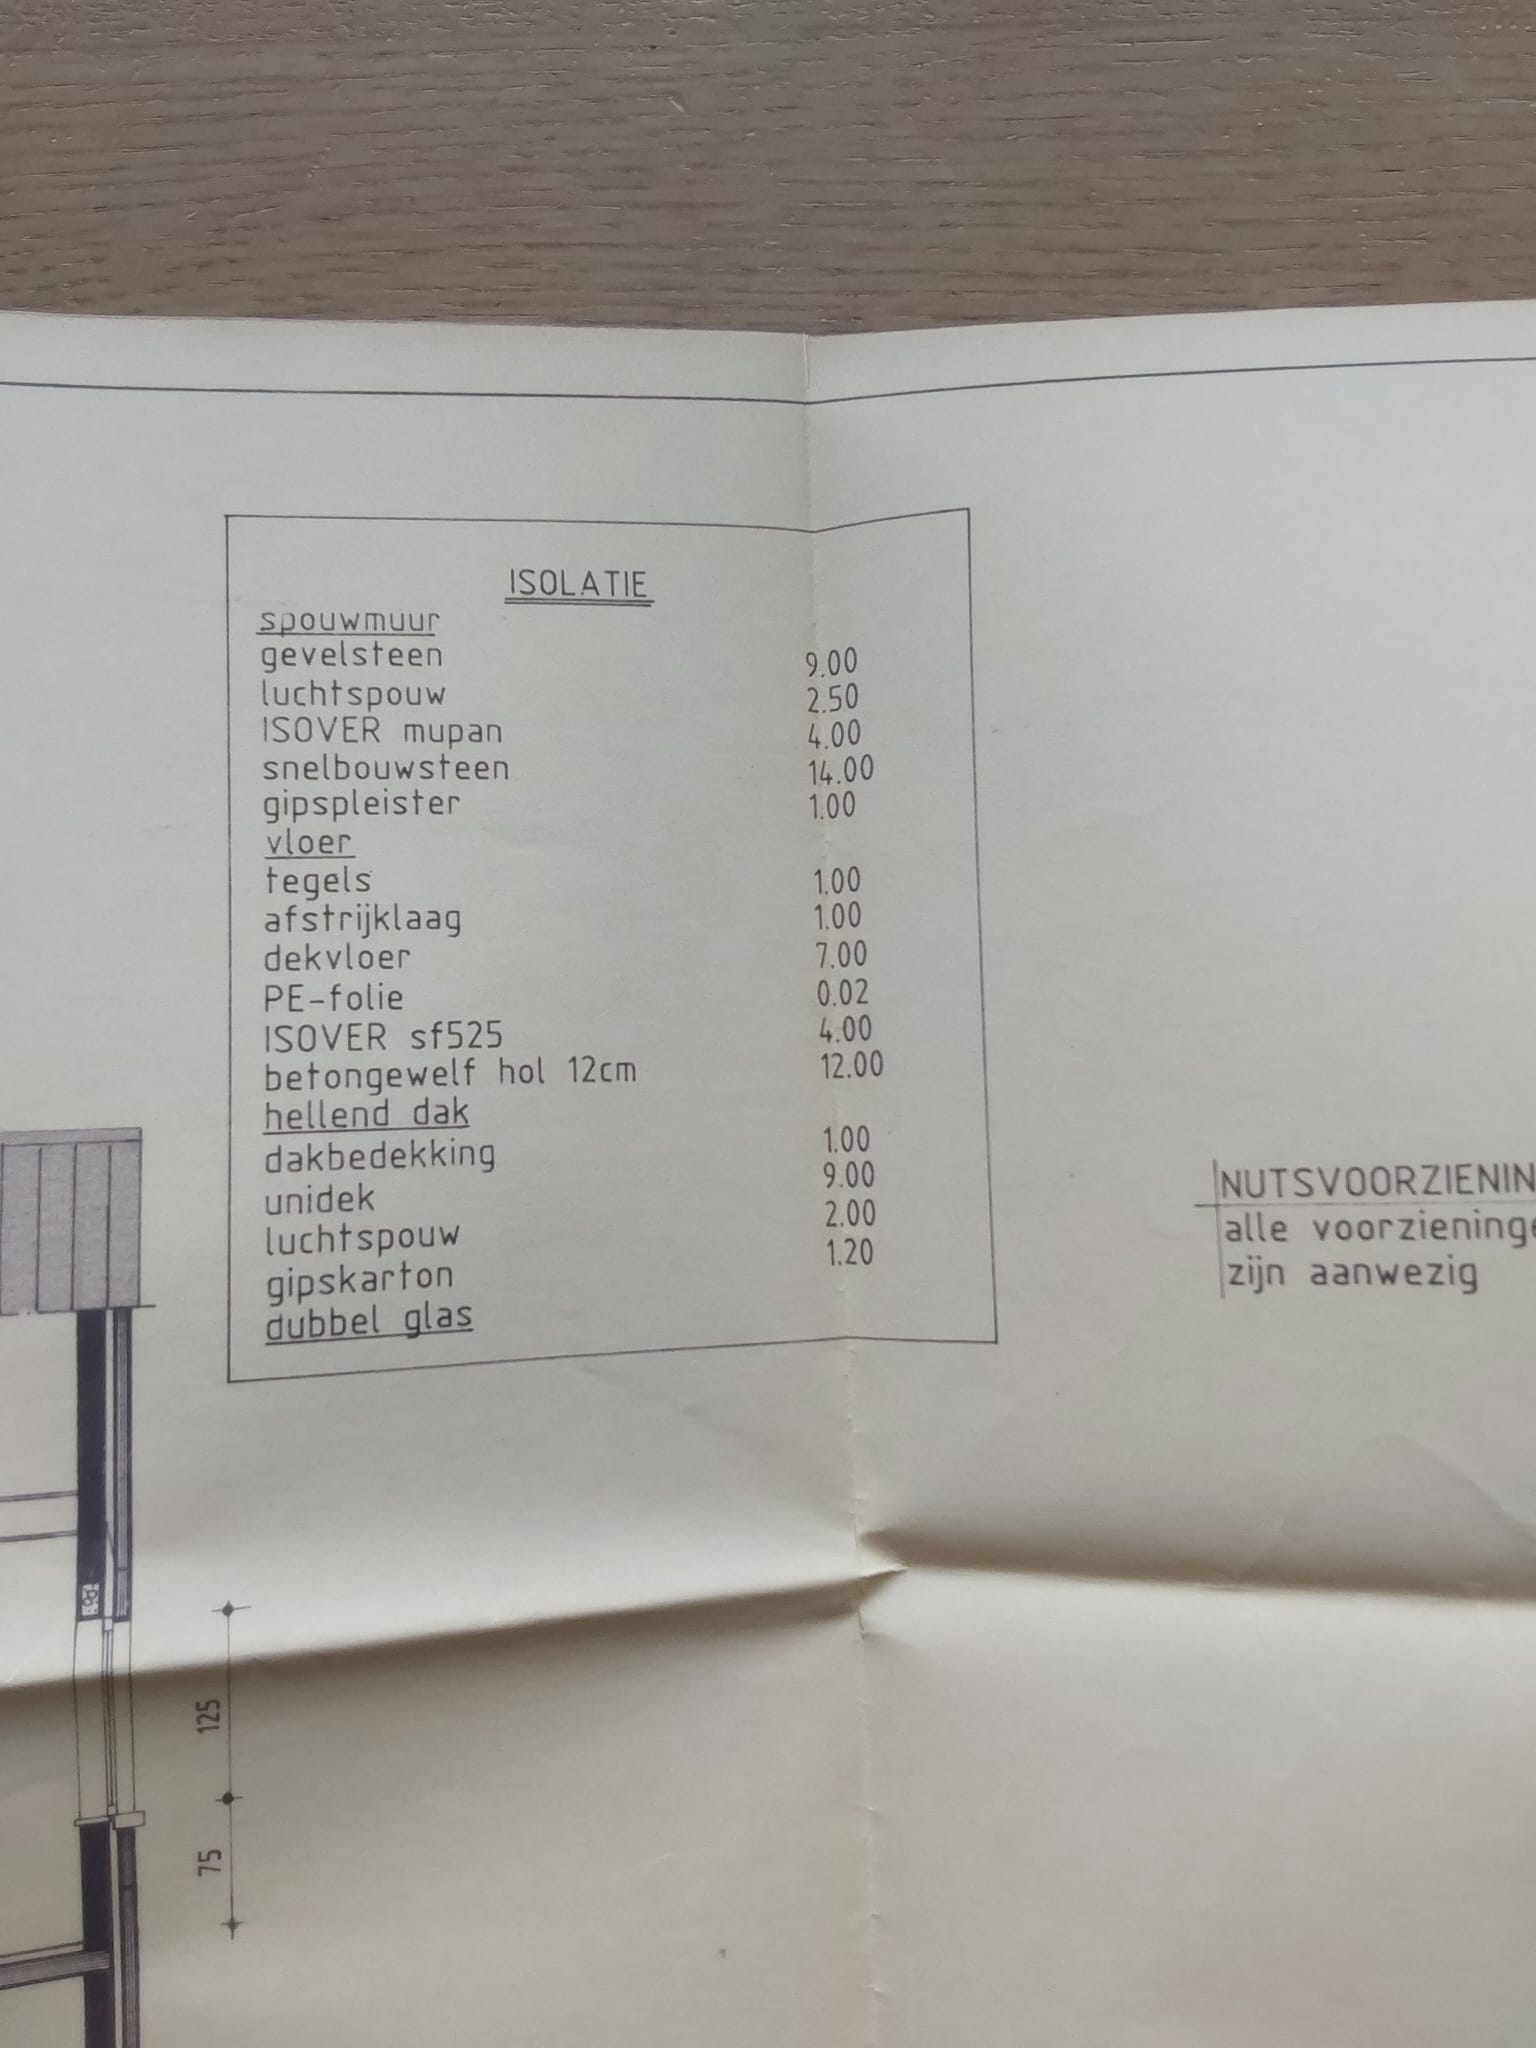 ISOLATIE
spouwmuur
gevelsteen 9.00
luchtspouw 2.50
ISOVER mupan 4.00
snelbouwsteen 14.00
gipspleister 1.00
vloer
tegels 1.00
afstrijklaag 1.00
dekvloer 7.00
PE-folie 0.02
ISOVER sf525 4.00
betongewelf hol 12cm 12.00
hellend dak
dakbedekking 1.00
unidek 9.00
luchtspouw 2.00
gipskarton 1.20
dubbel glas
NUTSVOORZIENIN
alle voorzieninge
zijn aanwezig
125
75